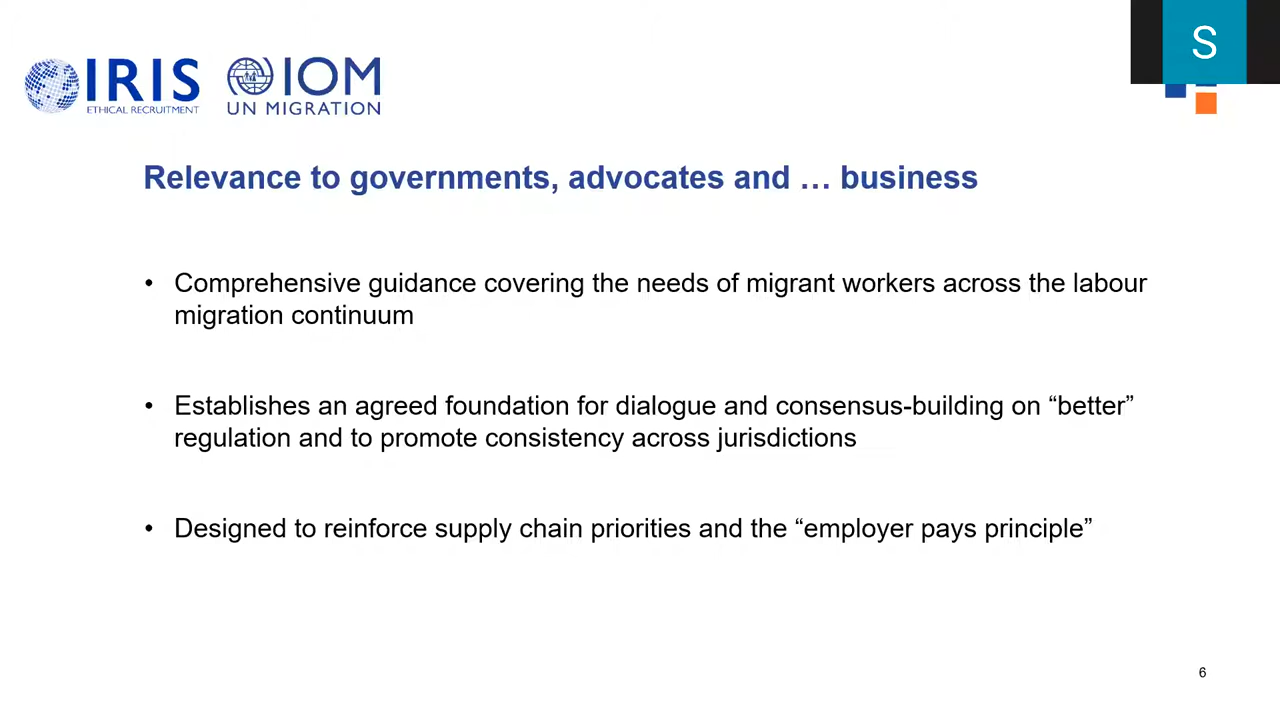 S
IRIS
ETHICAL RECRUITMENT
IOM
UN MIGRATION
Relevance to governments, advocates and … business
• Comprehensive guidance covering the needs of migrant workers across the labour
migration continuum
• Establishes an agreed foundation for dialogue and consensus-building on “better”
regulation and to promote consistency across jurisdictions
• Designed to reinforce supply chain priorities and the “employer pays principle”
6